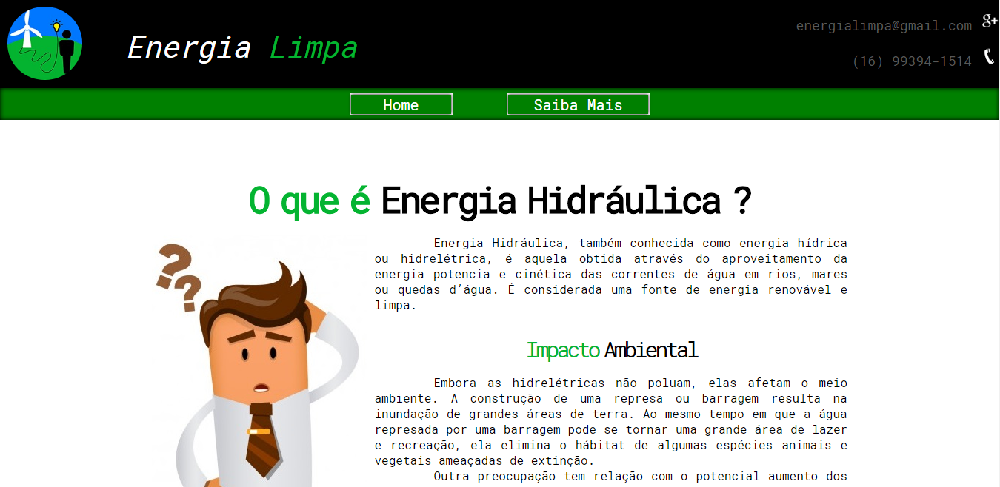 Energia Limpa
energialimpa@gmail.com
g+
(16) 99394-1514
Home
Saiba Mais
O que é Energia Hidráulica ?
??
Energia Hidráulica, também conhecida como energia hídrica
ou hidrelétrica, é aquela obtida através do aproveitamento da
energia potencia e cinética das correntes de água em rios, mares
ou quedas d’água. É considerada uma fonte de energia renovável e
limpa.
Impacto Ambiental
Embora as hidrelétricas não poluam, elas afetam o meio
ambiente. A construção de uma represa ou barragem resulta na
inundação de grandes áreas de terra. Ao mesmo tempo em que a água
represada por uma barragem pode se tornar uma grande área de lazer
e recreação, ela elimina o hábitat de algumas espécies animais e
vegetais ameaçadas de extinção.
Outra preocupação tem relação com o potencial aumento dos